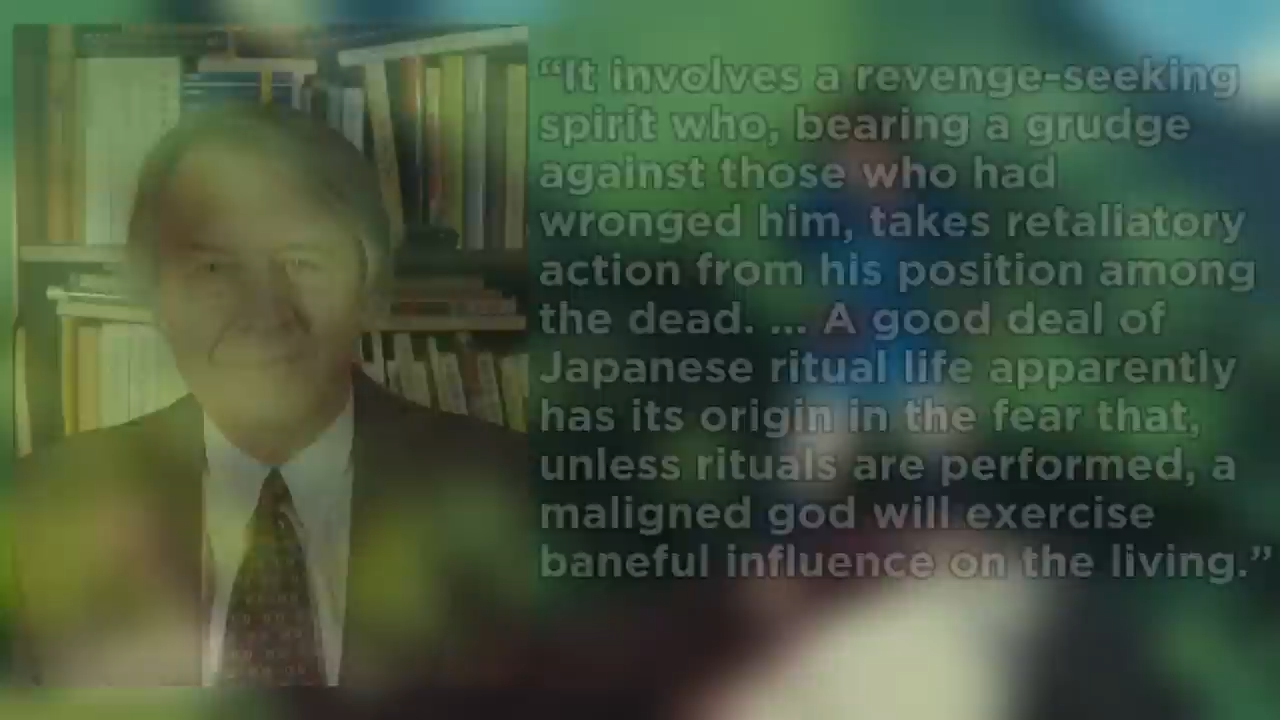 “It involves a revenge-seeking
spirit who, bearing a grudge
against those who had
wronged him, takes retaliatory
action from his position among
the dead. ... A good deal of
Japanese ritual life apparently
has its origin in the fear that,
unless rituals are performed, a
maligned god will exercise
baneful influence on the living.”